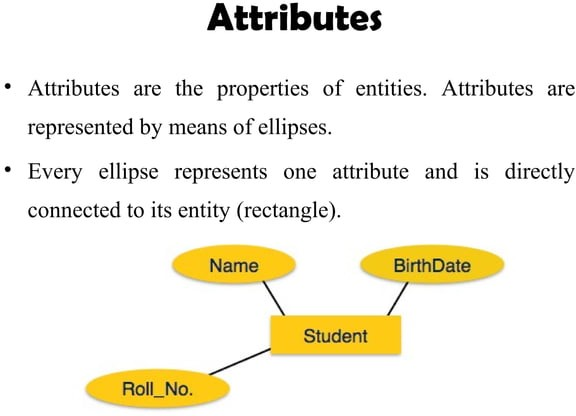 Attributes
• Attributes are the properties of entities. Attributes are
represented by means of ellipses.
• Every ellipse represents one attribute and is directly
connected to its entity (rectangle).
Name
BirthDate
Student
Roll_No.